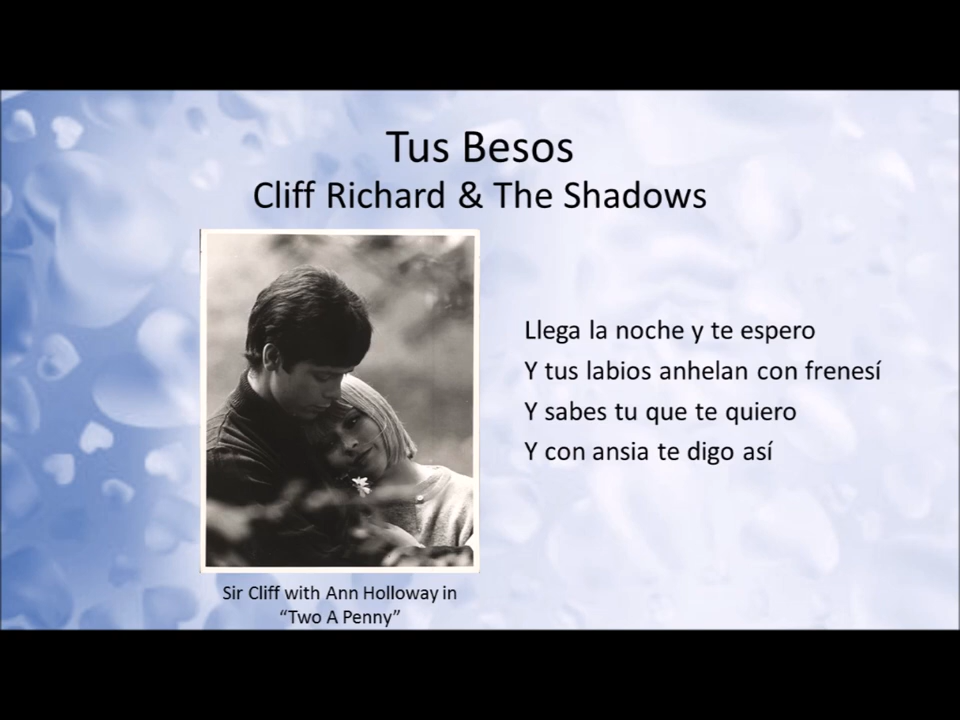 Tus Besos
Cliff Richard & The Shadows
Llega la noche y te espero
Y tus labios anhelan con frenesí
Y sabes tu que te quiero
Y con ansia te digo así
Sir Cliff with Ann Holloway in
“Two A Penny”